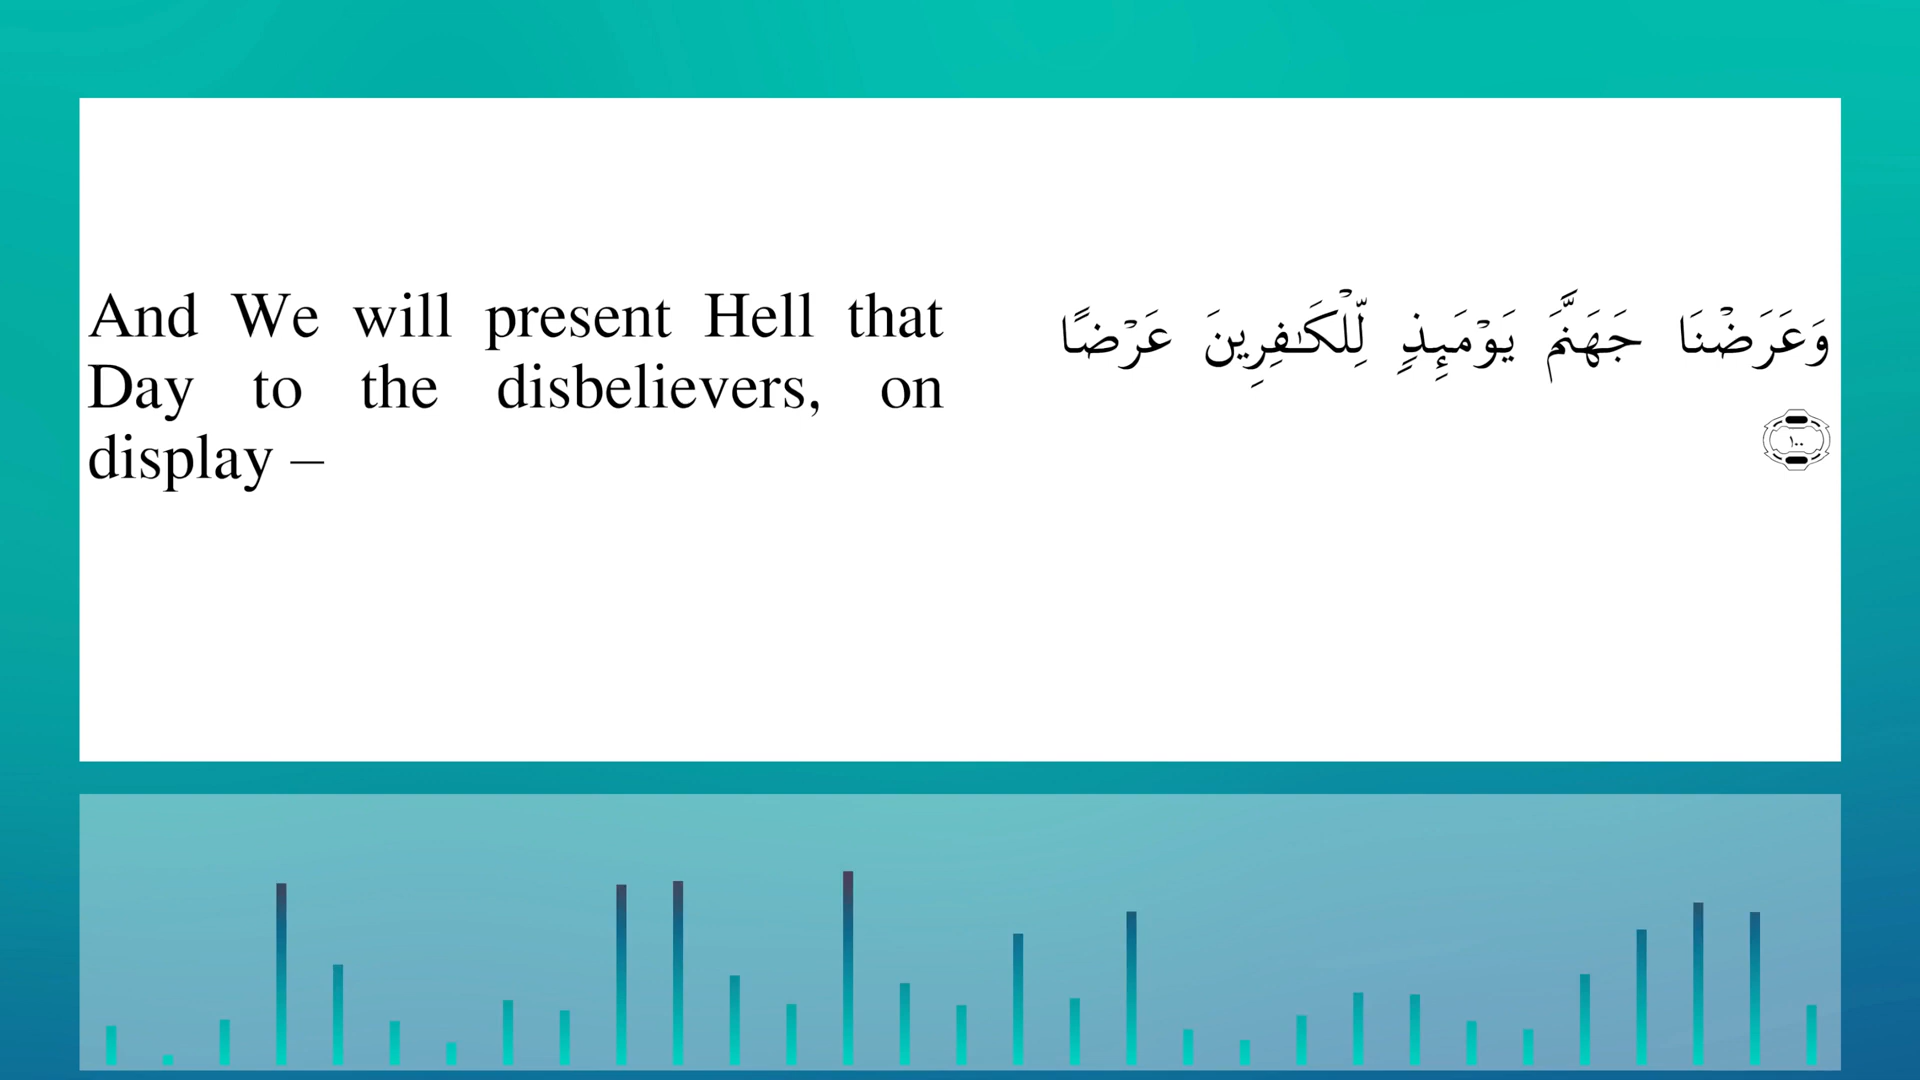 And We will present Hell that
Day to the disbelievers, on
display –
وَعَرَضْنَا جَهَنَّمَ يَوْمَئِذٍ لِّلْكَـٰفِرِينَ عَرْضًا
١٠٠